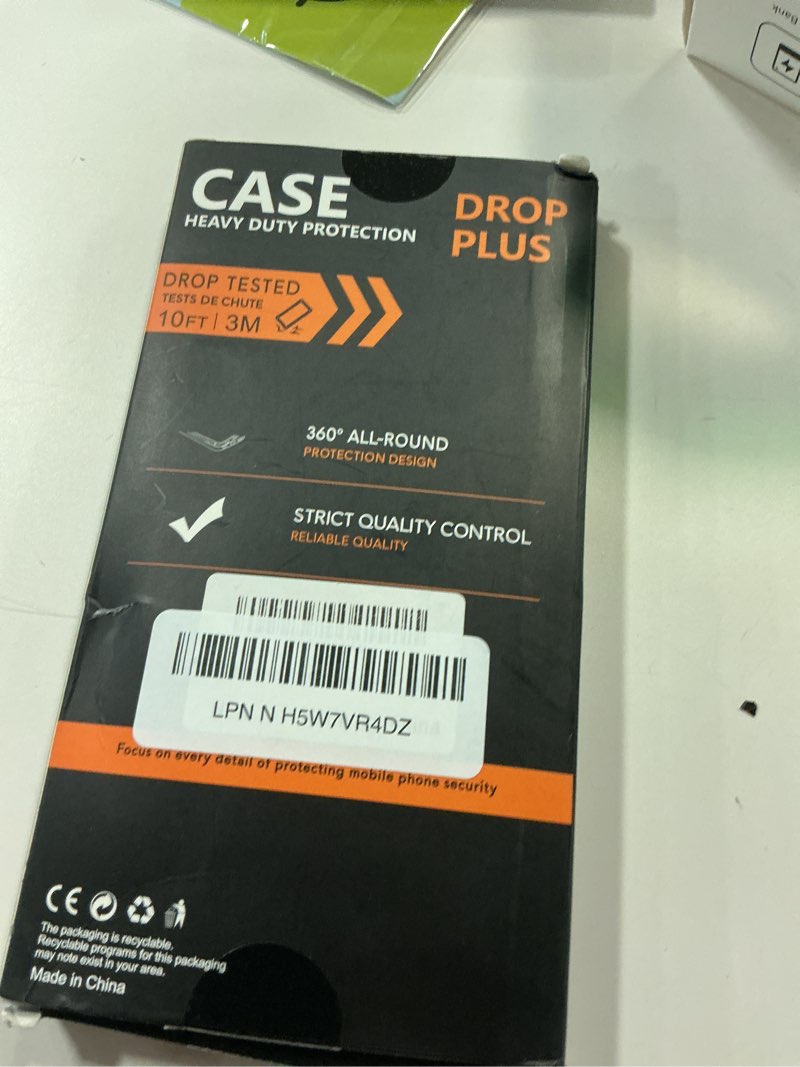 Bank
CASE
HEAVY DUTY PROTECTION
DROP
PLUS
DROP TESTED
TESTS DE CHUTE
10FT | 3M
360° ALL-ROUND
PROTECTION DESIGN
STRICT QUALITY CONTROL
RELIABLE QUALITY
LPN N H5W7VR4DZ
Focus on every detail of protecting mobile phone security
CE
The packaging is recyclable.
Recyclable programs for this packaging
may note exist in your area.
Made in China